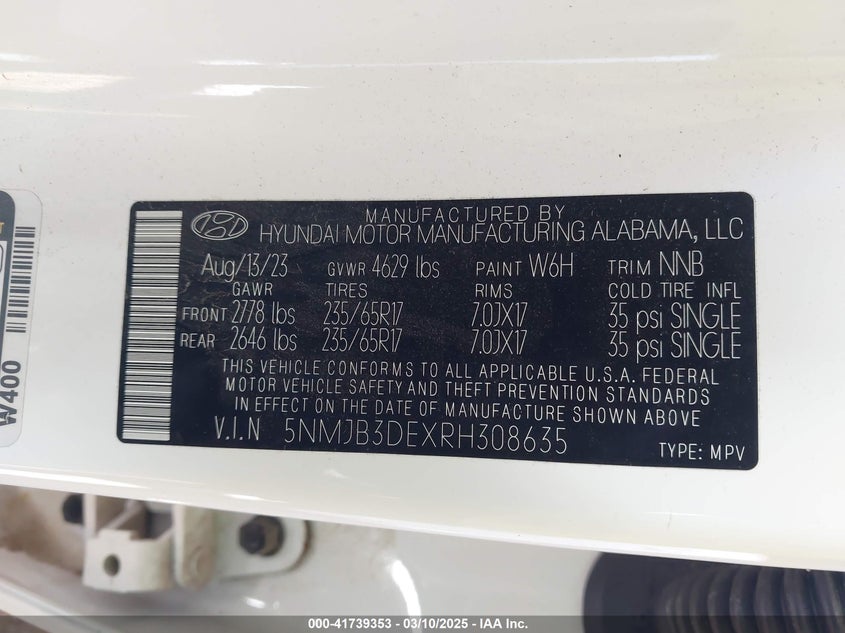 MANUFACTURED BY
HYUNDAI MOTOR MANUFACTURING ALABAMA, LLC
Aug/13/23 GVWR 4629 lbs PAINT W6H TRIM NNB
GAWR TIRES RIMS COLD TIRE INFL
FRONT 2778 lbs 235/65R17 7.0JX17 35 psi SINGLE
REAR 2646 lbs 235/65R17 7.0JX17 35 psi SINGLE
THIS VEHICLE CONFORMS TO ALL APPLICABLE U.S.A. FEDERAL
MOTOR VEHICLE SAFETY AND THEFT PREVENTION STANDARDS
IN EFFECT ON THE DATE OF MANUFACTURE SHOWN ABOVE
V.I.N 5NMJB3DEXRH308635
TYPE: MPV
W400
000-41739353 — 03/10/2025 — IAA Inc.